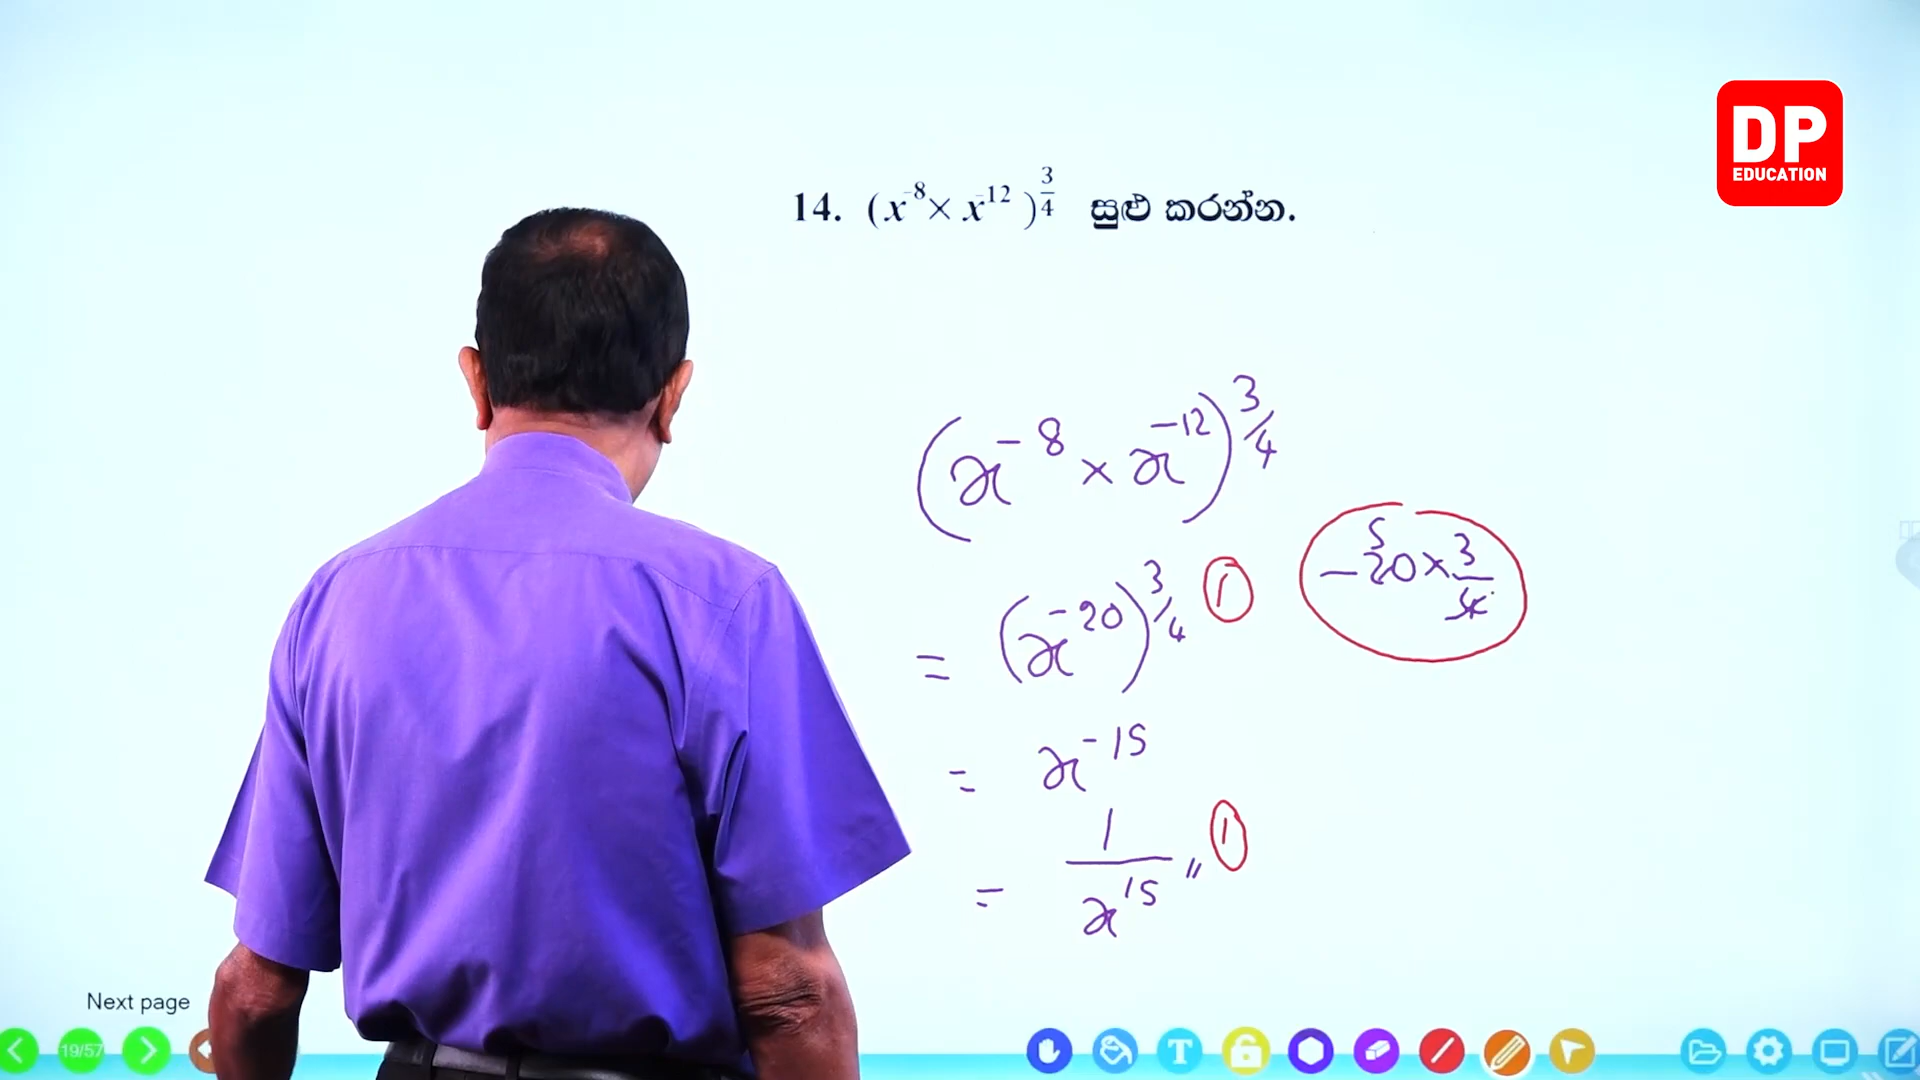 DP
EDUCATION
14. (x⁻⁸ × x⁻¹²)^3/4 සුළු කරන්න.
(x⁻⁸ × x⁻¹²)^3/4
= (x⁻²⁰)^3/4 ①
5
−20 × 3/4
= x⁻¹⁵
= 1/x¹⁵ ,, ①
Next page
19/57
T